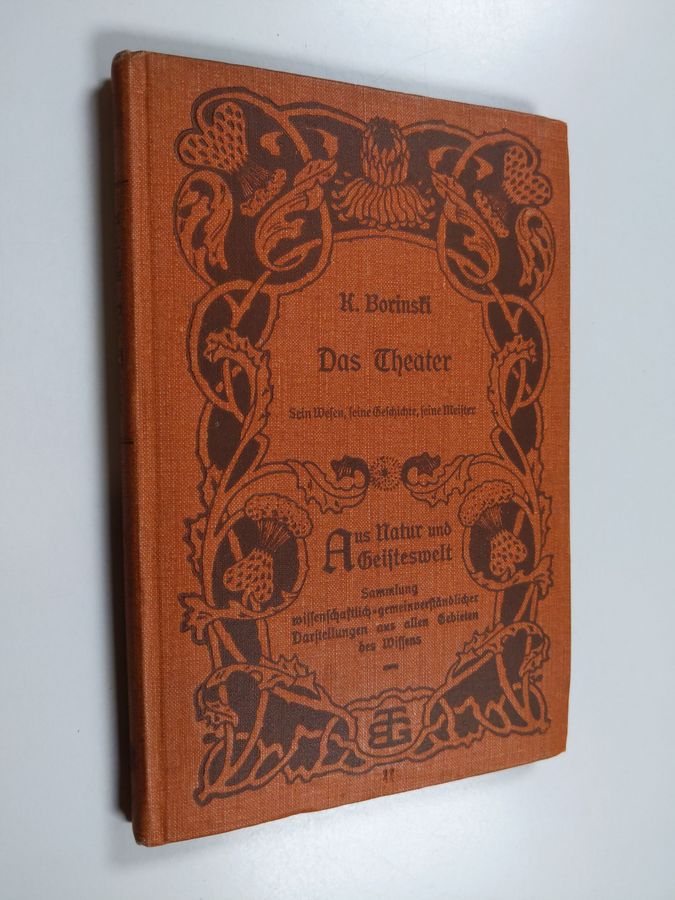 K. Borinski
Das Theater
Sein Wesen, seine Geschichte, seine Meister
Aus Natur und
Geisteswelt
Sammlung
wissenschaftlich-gemeinverständlicher
Darstellungen aus allen Gebieten
des Wissens
11